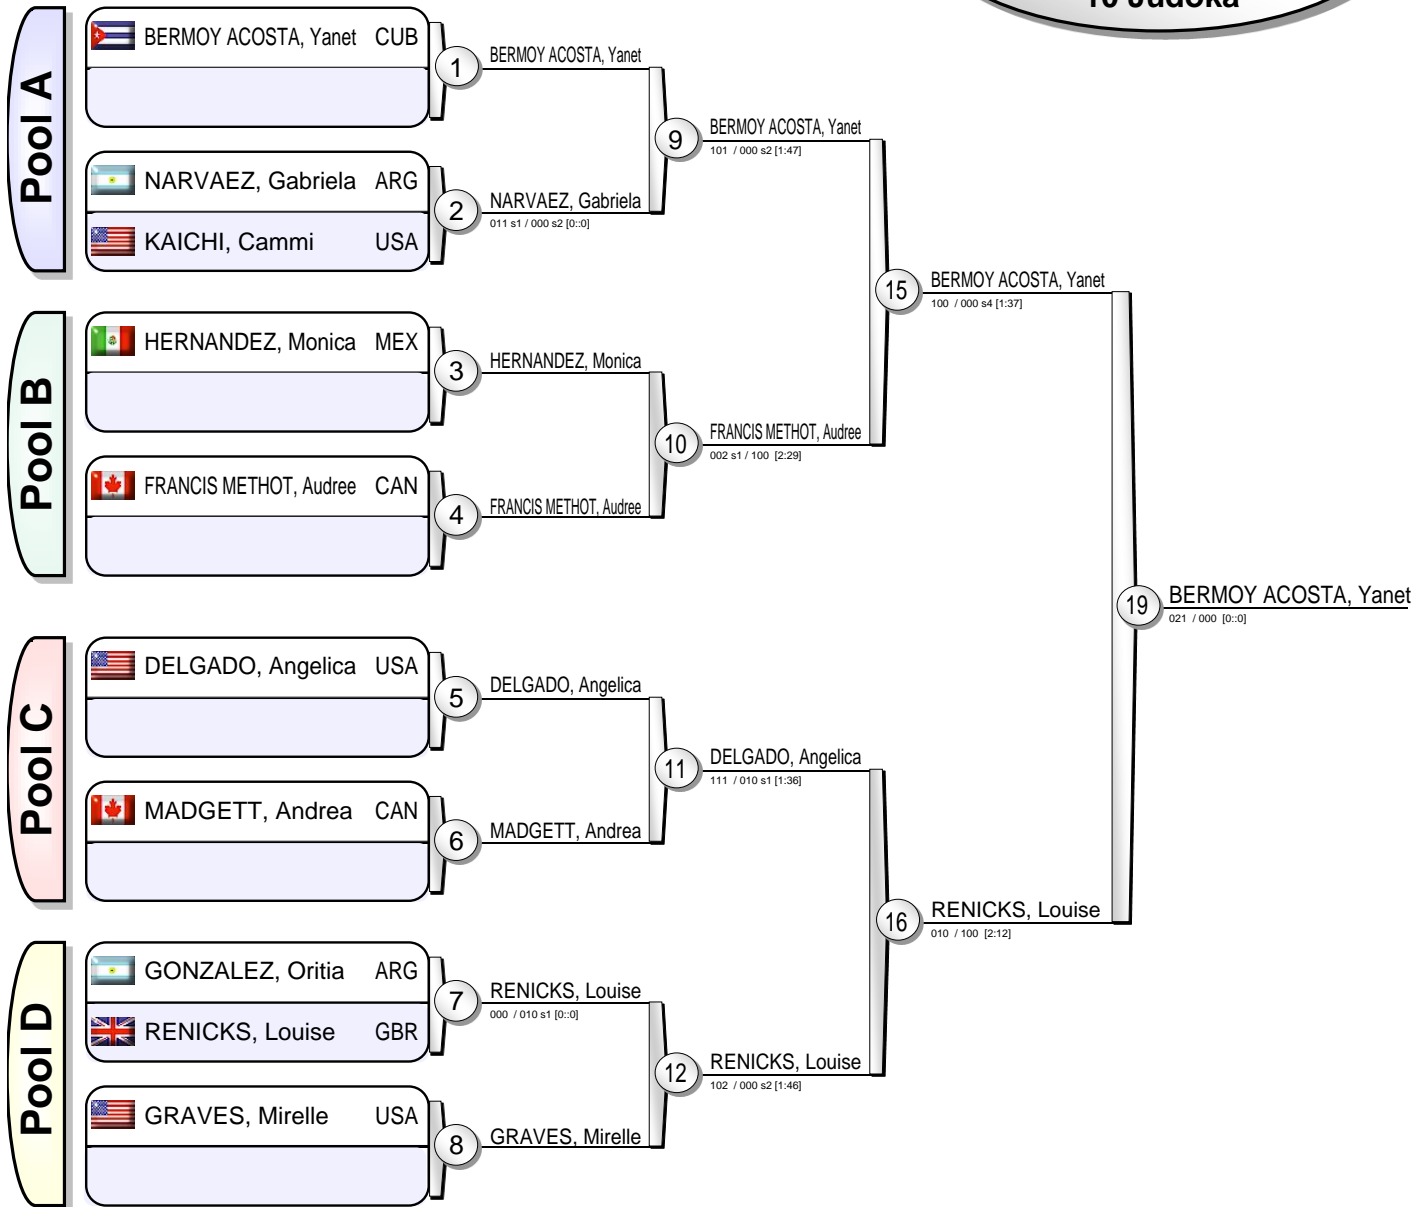 10 Judoka
Pool A
BERMOY ACOSTA, Yanet CUB
NARVAEZ, Gabriela ARG
KAICHI, Cammi USA
1
BERMOY ACOSTA, Yanet
2
NARVAEZ, Gabriela
011 s1 / 000 s2 [0::0]
9
BERMOY ACOSTA, Yanet
101 / 000 s2 [1:47]
Pool B
HERNANDEZ, Monica MEX
FRANCIS METHOT, Audree CAN
3
HERNANDEZ, Monica
4
FRANCIS METHOT, Audree
10
FRANCIS METHOT, Audree
002 s1 / 100 [2:29]
15
BERMOY ACOSTA, Yanet
100 / 000 s4 [1:37]
Pool C
DELGADO, Angelica USA
MADGETT, Andrea CAN
5
DELGADO, Angelica
6
MADGETT, Andrea
11
DELGADO, Angelica
111 / 010 s1 [1:36]
Pool D
GONZALEZ, Oritia ARG
RENICKS, Louise GBR
GRAVES, Mirelle USA
7
RENICKS, Louise
000 / 010 s1 [0::0]
8
GRAVES, Mirelle
12
RENICKS, Louise
102 / 000 s2 [1:46]
16
RENICKS, Louise
010 / 100 [2:12]
19
BERMOY ACOSTA, Yanet
021 / 000 [0::0]